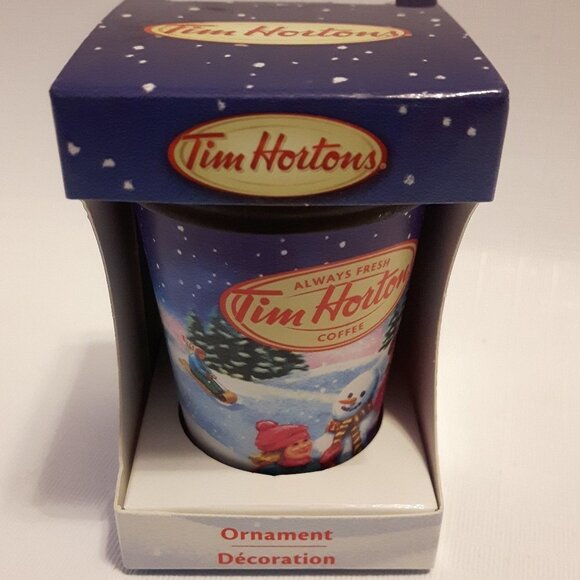 Tim Hortons
Tim Hortons
ALWAYS FRESH
Tim Hortons
COFFEE
Ornament
Décoration